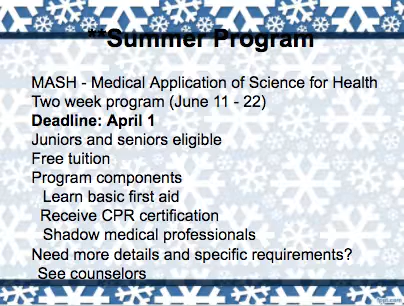 **Summer Program
MASH - Medical Application of Science for Health
Two week program (June 11 - 22)
Deadline: April 1
Juniors and seniors eligible
Free tuition
Program components
Learn basic first aid
Receive CPR certification
Shadow medical professionals
Need more details and specific requirements?
See counselors